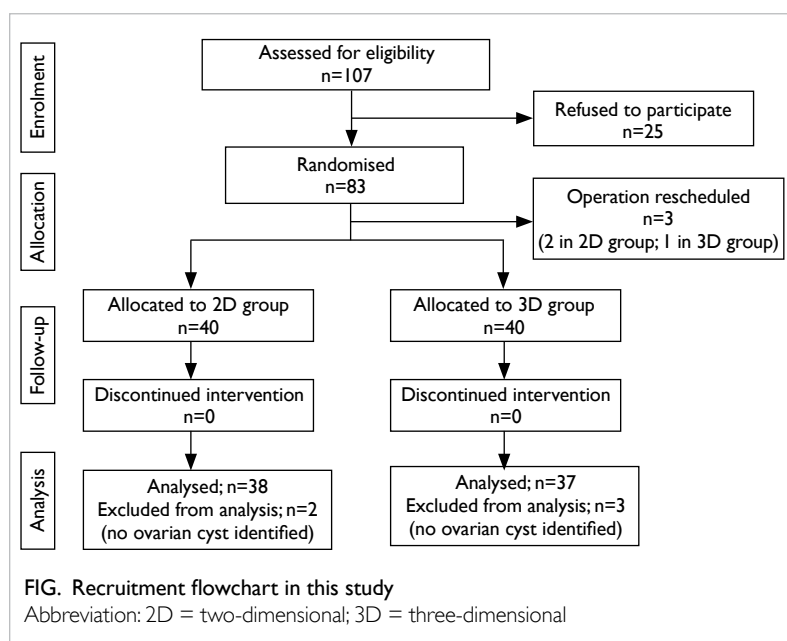 Enrolment
Assessed for eligibility
n=107
Refused to participate
n=25
Randomised
n=83
Allocation
Operation rescheduled
n=3
(2 in 2D group; 1 in 3D group)
Allocated to 2D group
n=40
Allocated to 3D group
n=40
Follow-up
Discontinued intervention
n=0
Discontinued intervention
n=0
Analysis
Analysed; n=38
Excluded from analysis; n=2
(no ovarian cyst identified)
Analysed; n=37
Excluded from analysis; n=3
(no ovarian cyst identified)
FIG. Recruitment flowchart in this study
Abbreviation: 2D = two-dimensional; 3D = three-dimensional